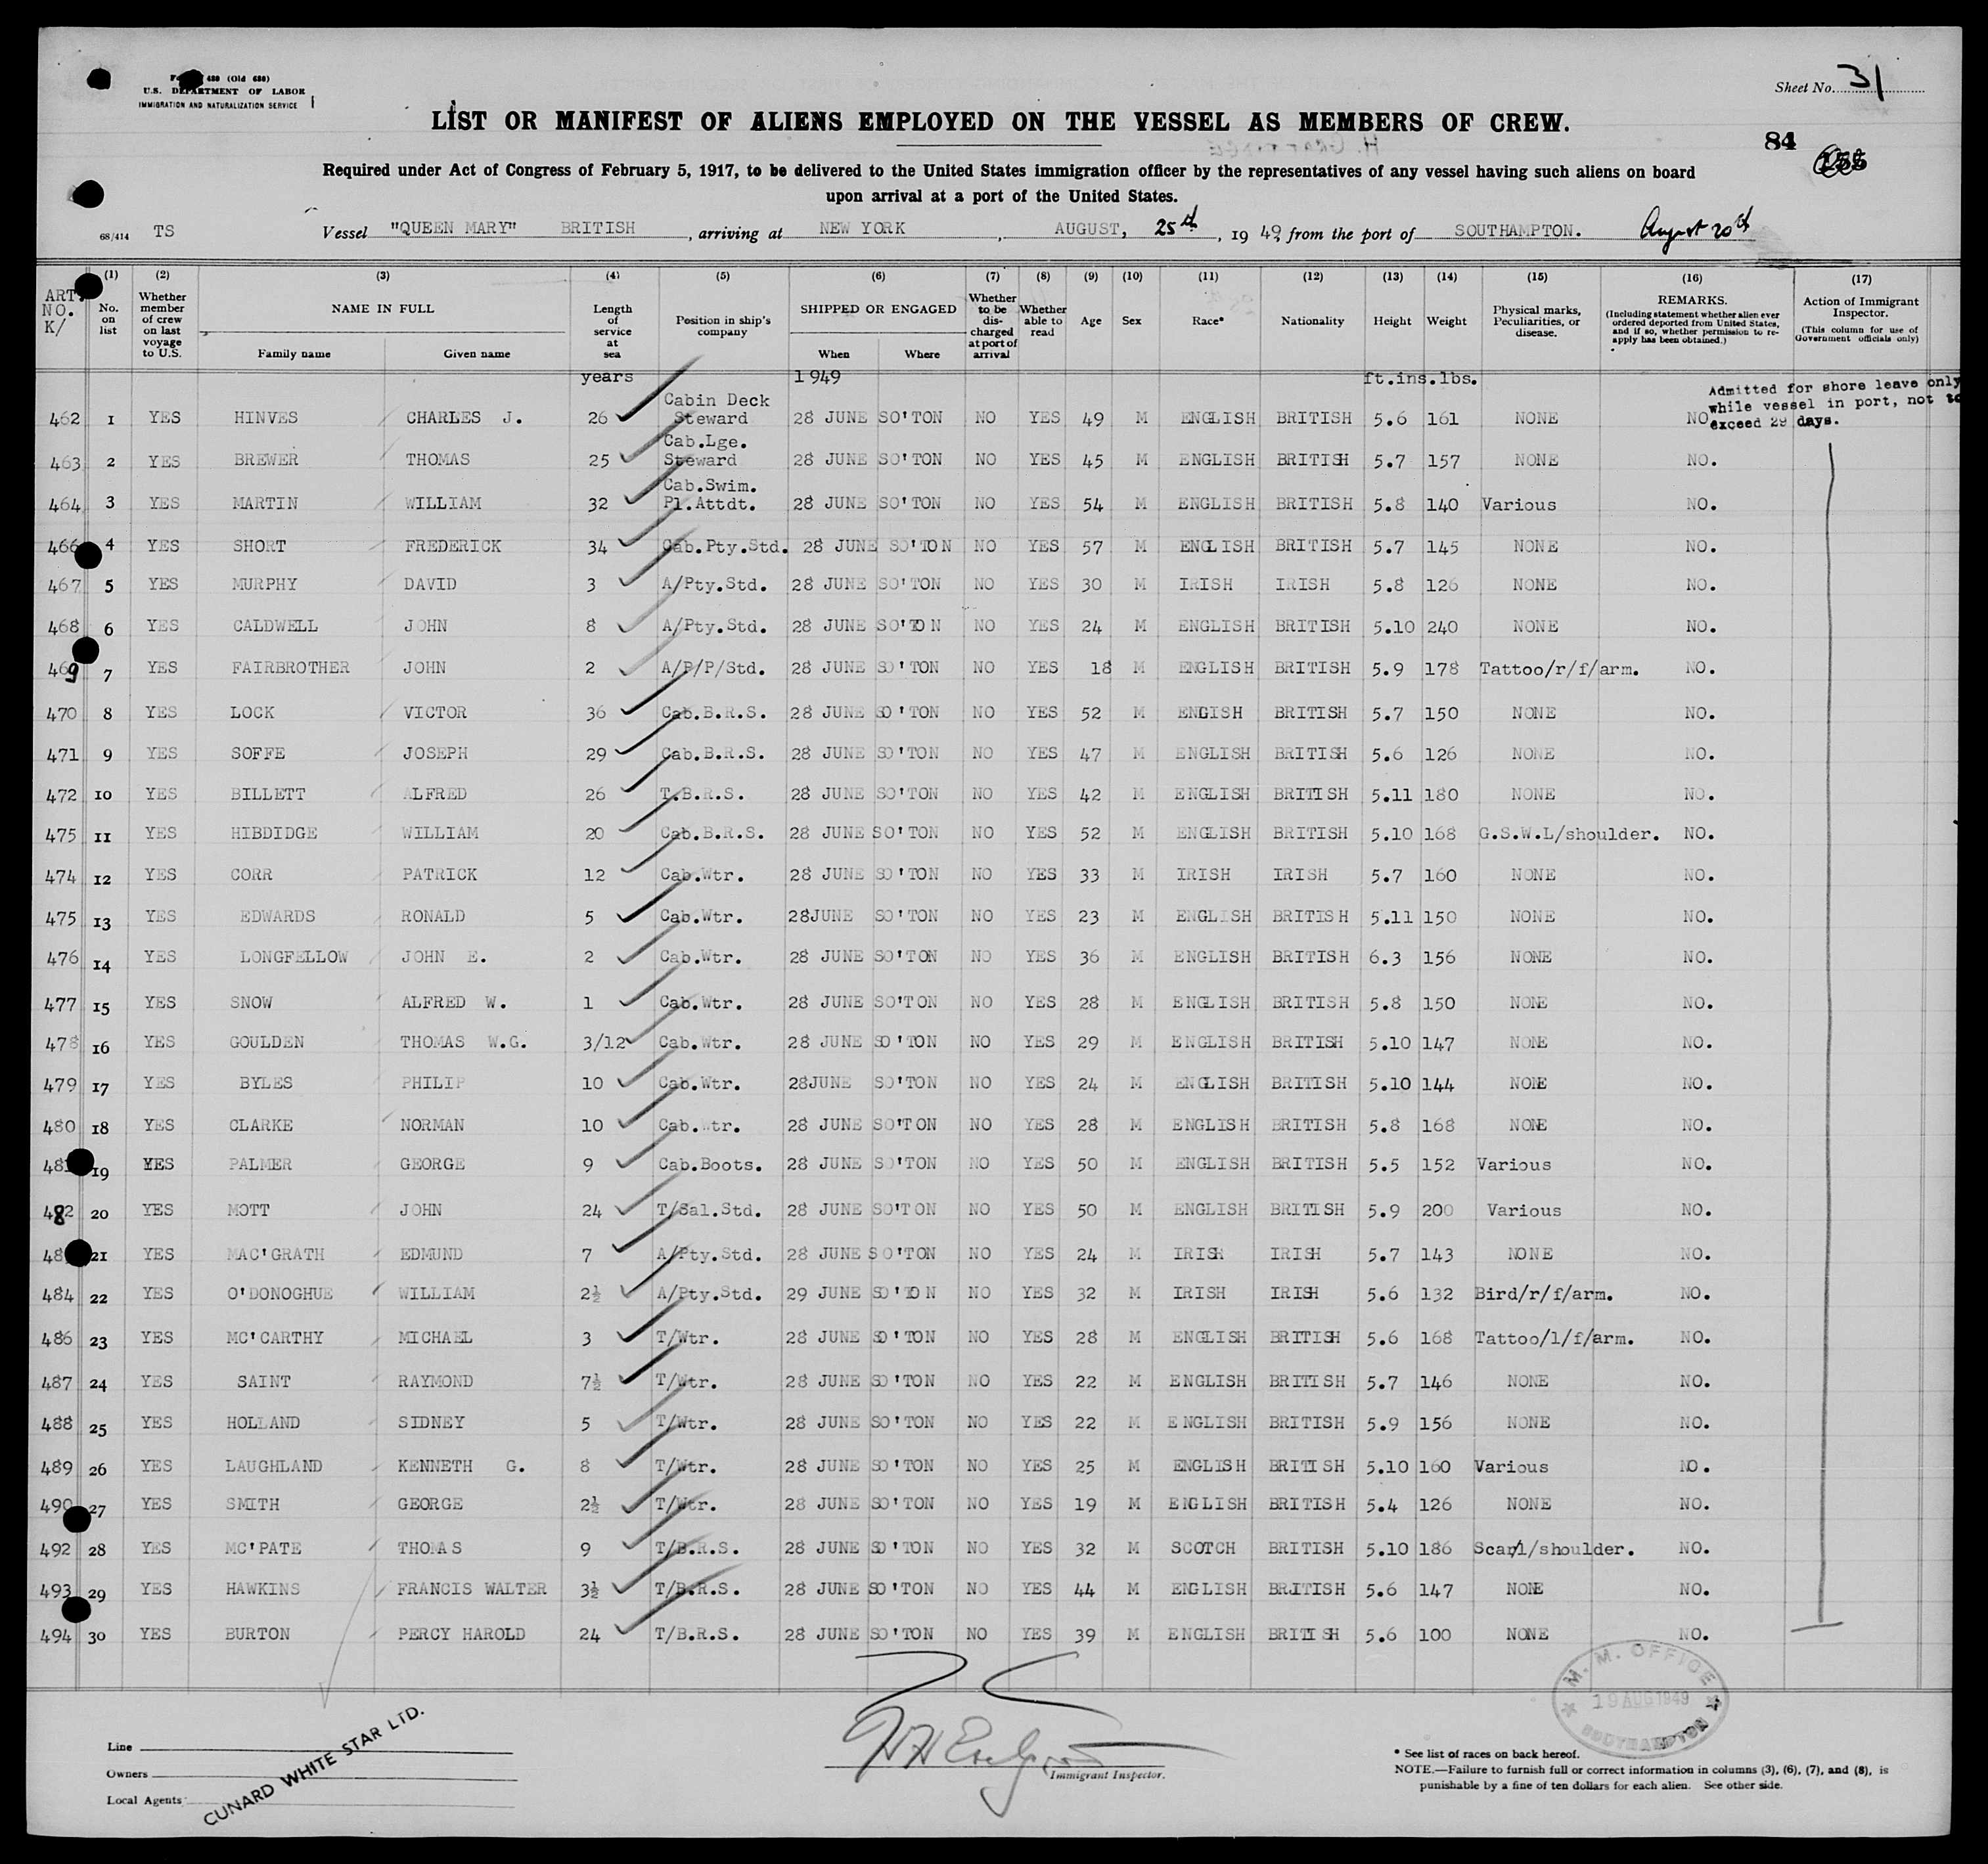 Form 480 (Old 680)
U.S. DEPARTMENT OF LABOR
IMMIGRATION AND NATURALIZATION SERVICE
Sheet No. 31
LIST OR MANIFEST OF ALIENS EMPLOYED ON THE VESSEL AS MEMBERS OF CREW.
84
Required under Act of Congress of February 5, 1917, to be delivered to the United States immigration officer by the representatives of any vessel having such aliens on board
upon arrival at a port of the United States.
68/414 TS Vessel "QUEEN MARY" BRITISH, arriving at NEW YORK, AUGUST, 25th, 1949, from the port of SOUTHAMPTON. August 20th
(1) (2) (3) (4) (5) (6) (7) (8) (9) (10) (11) (12) (13) (14) (15) (16) (17)
ART. NO. K/ No. on list Whether member of crew on last voyage to U.S. NAME IN FULL Family name Given name Length of service at sea Position in ship's company SHIPPED OR ENGAGED When Where Whether to be discharged at port of arrival Whether able to read Age Sex Race* Nationality Height Weight Physical marks, Peculiarities, or disease. REMARKS. (Including statement whether alien ever ordered deported from United States, and if so, whether permission to re-apply has been obtained.) Action of Immigrant Inspector. (This column for use of Government officials only)
years 1949 ft.ins. lbs.
Admitted for shore leave only
while vessel in port, not to
exceed 29 days.
462 1 YES HINVES CHARLES J. 26 Cabin Deck Steward 28 JUNE SO'TON NO YES 49 M ENGLISH BRITISH 5.6 161 NONE NO
463 2 YES BREWER THOMAS 25 Cab.Lge. Steward 28 JUNE SO'TON NO YES 45 M ENGLISH BRITISH 5.7 157 NONE NO.
464 3 YES MARTIN WILLIAM 32 Cab.Swim. Pl.Attdt. 28 JUNE SO'TON NO YES 54 M ENGLISH BRITISH 5.8 140 Various NO.
466 4 YES SHORT FREDERICK 34 Cab.Pty.Std. 28 JUNE SO'TON NO YES 57 M ENGLISH BRITISH 5.7 145 NONE NO.
467 5 YES MURPHY DAVID 3 A/Pty.Std. 28 JUNE SO'TON NO YES 30 M IRISH IRISH 5.8 126 NONE NO.
468 6 YES CALDWELL JOHN 8 A/Pty.Std. 28 JUNE SO'TON NO YES 24 M ENGLISH BRITISH 5.10 240 NONE NO.
469 7 YES FAIRBROTHER JOHN 2 A/P/P/Std. 28 JUNE SO'TON NO YES 18 M ENGLISH BRITISH 5.9 178 Tattoo/r/f/arm. NO.
470 8 YES LOCK VICTOR 36 Cab.B.R.S. 28 JUNE SO'TON NO YES 52 M ENGISH BRITISH 5.7 150 NONE NO.
471 9 YES SOFFE JOSEPH 29 Cab.B.R.S. 28 JUNE SO'TON NO YES 47 M ENGLISH BRITISH 5.6 126 NONE NO.
472 10 YES BILLETT ALFRED 26 T.B.R.S. 28 JUNE SO'TON NO YES 42 M ENGLISH BRITISH 5.11 180 NONE NO.
475 11 YES HIBDIDGE WILLIAM 20 Cab.B.R.S. 28 JUNE SO'TON NO YES 52 M ENGLISH BRITISH 5.10 168 G.S.W.L/shoulder. NO.
474 12 YES CORR PATRICK 12 Cab.Wtr. 28 JUNE SO'TON NO YES 33 M IRISH IRISH 5.7 160 NONE NO.
475 13 YES EDWARDS RONALD 5 Cab.Wtr. 28JUNE SO'TON NO YES 23 M ENGLISH BRITISH 5.11 150 NONE NO.
476 14 YES LONGFELLOW JOHN E. 2 Cab.Wtr. 28 JUNE SO'TON NO YES 36 M ENGLISH BRITISH 6.3 156 NONE NO.
477 15 YES SNOW ALFRED W. 1 Cab.Wtr. 28 JUNE SO'TON NO YES 28 M ENGLISH BRITISH 5.8 150 NONE NO.
478 16 YES GOULDEN THOMAS W.G. 3/12 Cab.Wtr. 28 JUNE SO'TON NO YES 29 M ENGLISH BRITISH 5.10 147 NONE NO.
479 17 YES BYLES PHILIP 10 Cab.Wtr. 28JUNE SO'TON NO YES 24 M ENGLISH BRITISH 5.10 144 NONE NO.
480 18 YES CLARKE NORMAN 10 Cab.Wtr. 28 JUNE SO'TON NO YES 28 M ENGLISH BRITISH 5.8 168 NONE NO.
48 19 YES PALMER GEORGE 9 Cab.Boots. 28 JUNE SO'TON NO YES 50 M ENGLISH BRITISH 5.5 152 Various NO.
482 20 YES MOTT JOHN 24 T/Sal.Std. 28 JUNE SO'TON NO YES 50 M ENGLISH BRITISH 5.9 200 Various NO.
48 21 YES MAC'GRATH EDMUND 7 A/Pty.Std. 28 JUNE SO'TON NO YES 24 M IRISH IRISH 5.7 143 NONE NO.
484 22 YES O'DONOGHUE WILLIAM 2½ A/Pty.Std. 29 JUNE SO'TON NO YES 32 M IRISH IRISH 5.6 132 Bird/r/f/arm. NO.
486 23 YES MC'CARTHY MICHAEL 3 T/Wtr. 28 JUNE SO'TON NO YES 28 M ENGLISH BRITISH 5.6 168 Tattoo/l/f/arm. NO.
487 24 YES SAINT RAYMOND 7½ T/Wtr. 28 JUNE SO'TON NO YES 22 M ENGLISH BRITISH 5.7 146 NONE NO.
488 25 YES HOLLAND SIDNEY 5 T/Wtr. 28 JUNE SO'TON NO YES 22 M ENGLISH BRITISH 5.9 156 NONE NO.
489 26 YES LAUGHLAND KENNETH G. 8 T/Wtr. 28 JUNE SO'TON NO YES 25 M ENGLISH BRITISH 5.10 160 Various NO.
490 27 YES SMITH GEORGE 2½ T/Wtr. 28 JUNE SO'TON NO YES 19 M ENGLISH BRITISH 5.4 126 NONE NO.
492 28 YES MC'PATE THOMAS 9 T/B.R.S. 28 JUNE SO'TON NO YES 32 M SCOTCH BRITISH 5.10 186 Scar/l/shoulder. NO.
493 29 YES HAWKINS FRANCIS WALTER 3½ T/B.R.S. 28 JUNE SO'TON NO YES 44 M ENGLISH BRITISH 5.6 147 NONE NO.
494 30 YES BURTON PERCY HAROLD 24 T/B.R.S. 28 JUNE SO'TON NO YES 39 M ENGLISH BRITISH 5.6 100 NONE NO.
M. M. OFFICE
19 AUG 1949
SOUTHAMPTON
Line
Owners
Local Agents
CUNARD WHITE STAR LTD.
Immigrant Inspector.
* See list of races on back hereof.
NOTE.—Failure to furnish full or correct information in columns (3), (6), (7), and (8), is
punishable by a fine of ten dollars for each alien. See other side.